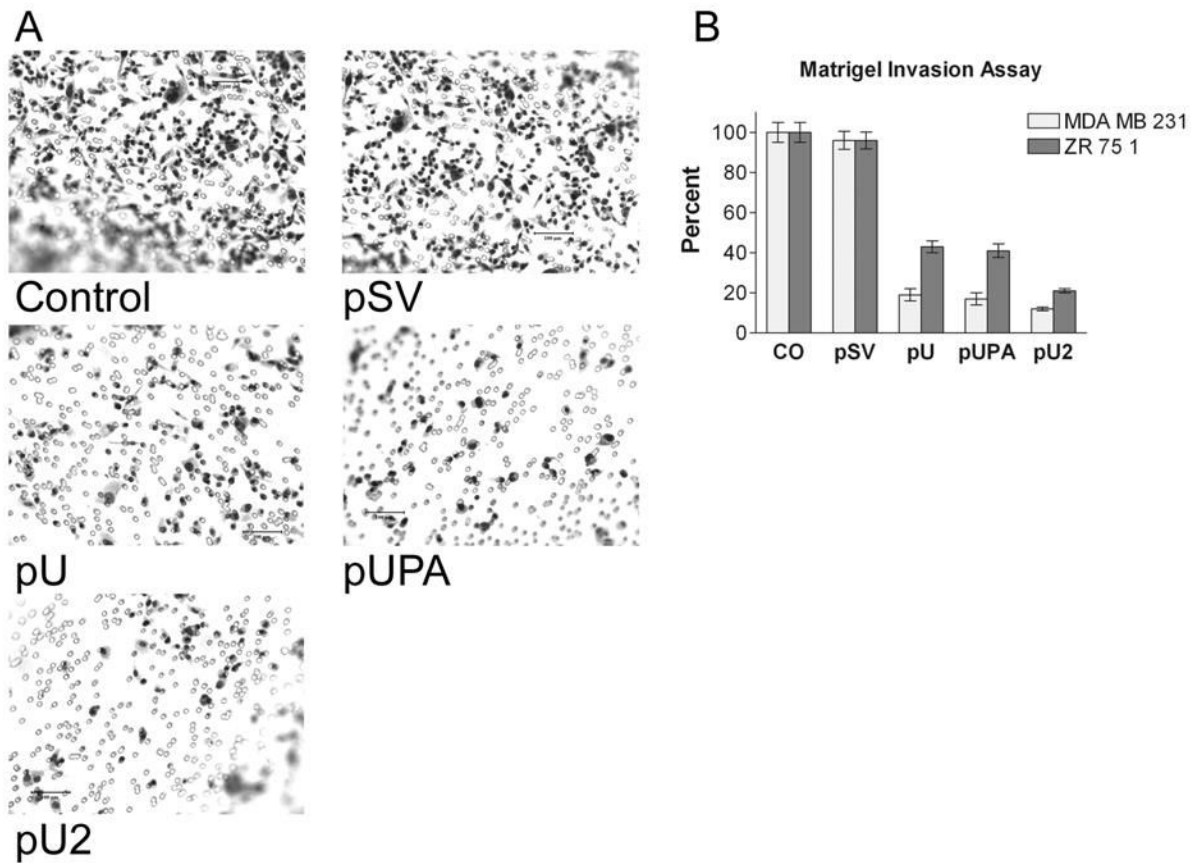 A
Control
pSV
pU
pUPA
pU2
B
Matrigel Invasion Assay
MDA MB 231
ZR 75 1
Percent
100
80
60
40
20
0
CO pSV pU pUPA pU2